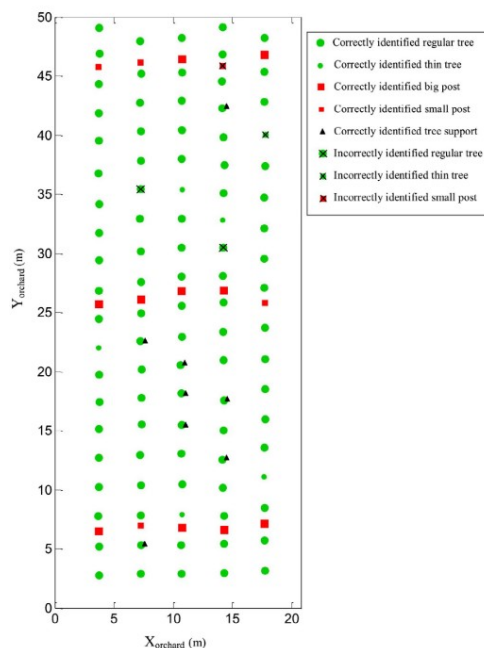 50
45
40
35
30
25
20
15
10
5
0
Y orchard (m)
0 5 10 15 20
X orchard (m)
Correctly identified regular tree
Correctly identified thin tree
Correctly identified big post
Correctly identified small post
Correctly identified tree support
Incorrectly identified regular tree
Incorrectly identified thin tree
Incorrectly identified small post